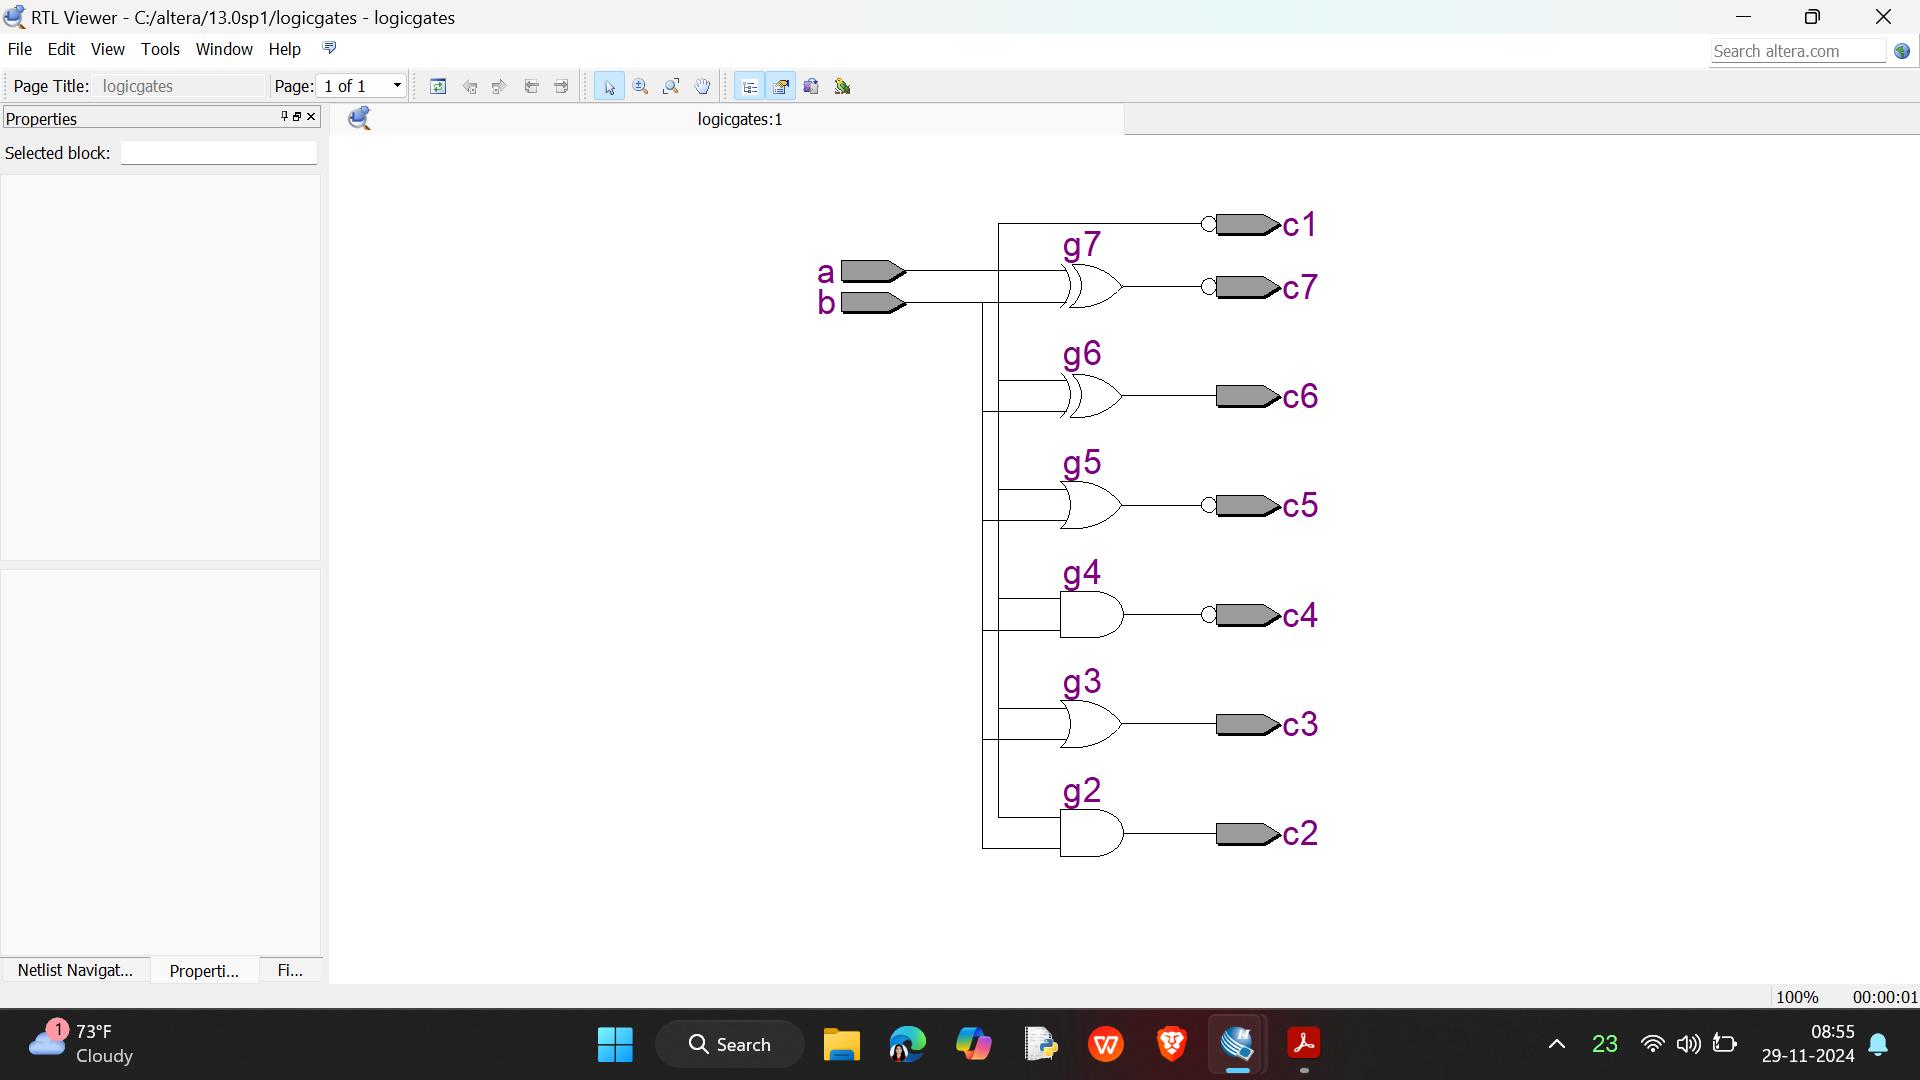 RTL Viewer - C:/altera/13.0sp1/logicgates - logicgates
File Edit View Tools Window Help
Search altera.com
Page Title: logicgates Page: 1 of 1
Properties
logicgates:1
Selected block:
c1
g7
a
c7
b
g6
c6
g5
c5
g4
c4
g3
c3
g2
c2
Netlist Navigat... Properti... Fi...
100% 00:00:01
1
73°F
Cloudy
Search
23
08:55
29-11-2024